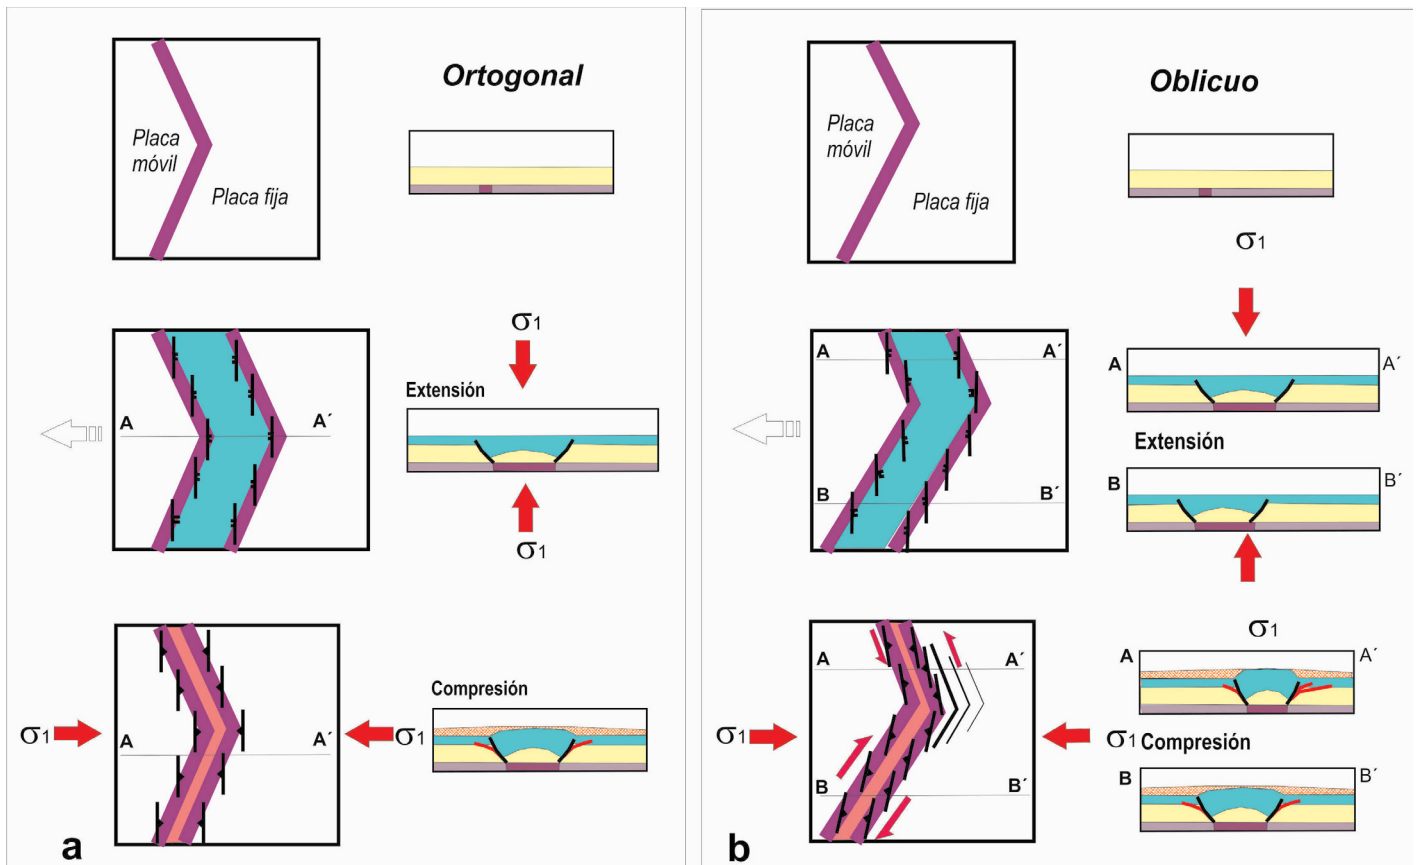 Ortogonal
Placa
móvil
Placa fija
σ1
Extensión
A
A´
σ1
Compresión
σ1
A
A´
σ1
a
Oblicuo
Placa
móvil
Placa fija
σ1
A
A´
A
A´
Extensión
B
B´
B
B´
σ1
A
A´
A
A´
σ1
σ1
Compresión
B
B´
B
B´
b